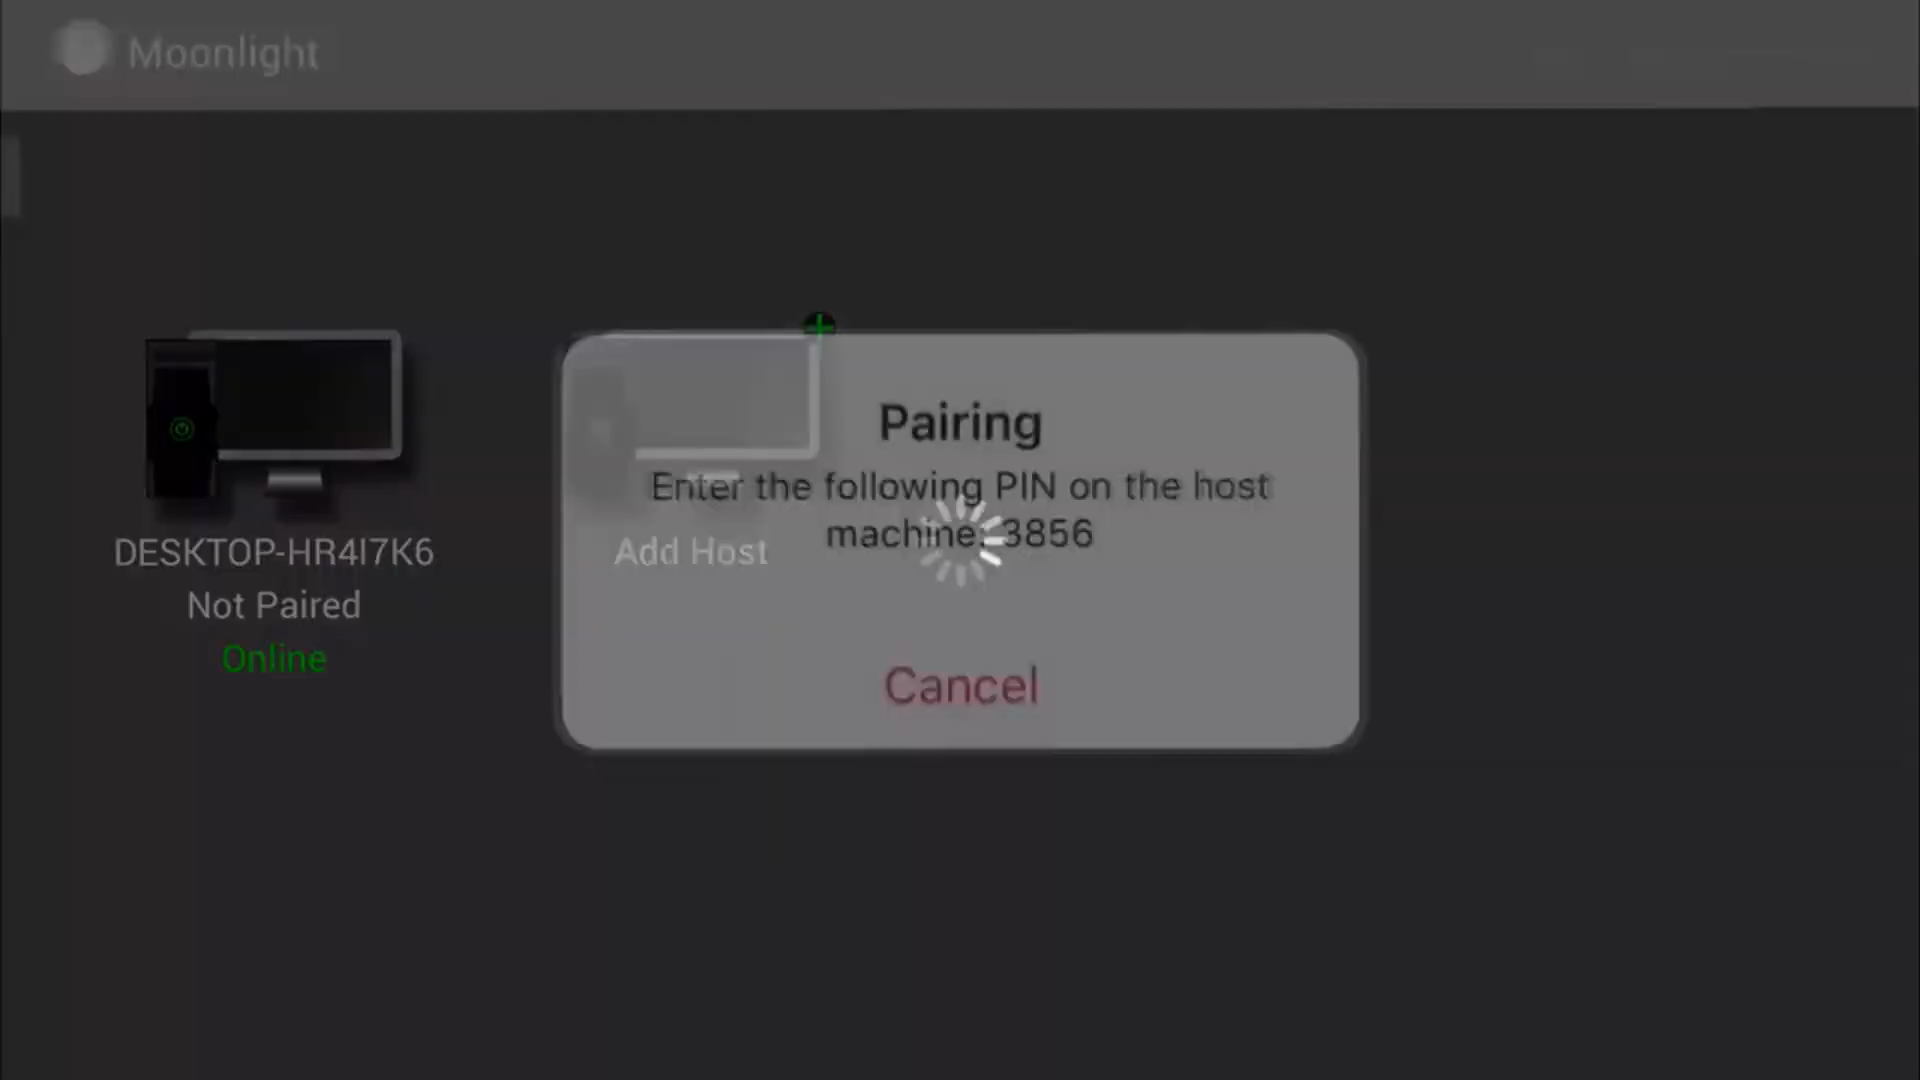 Moonlight
Pairing
Enter the following PIN on the host
machine: 3856
Cancel
DESKTOP-HR4I7K6
Not Paired
Online
Add Host